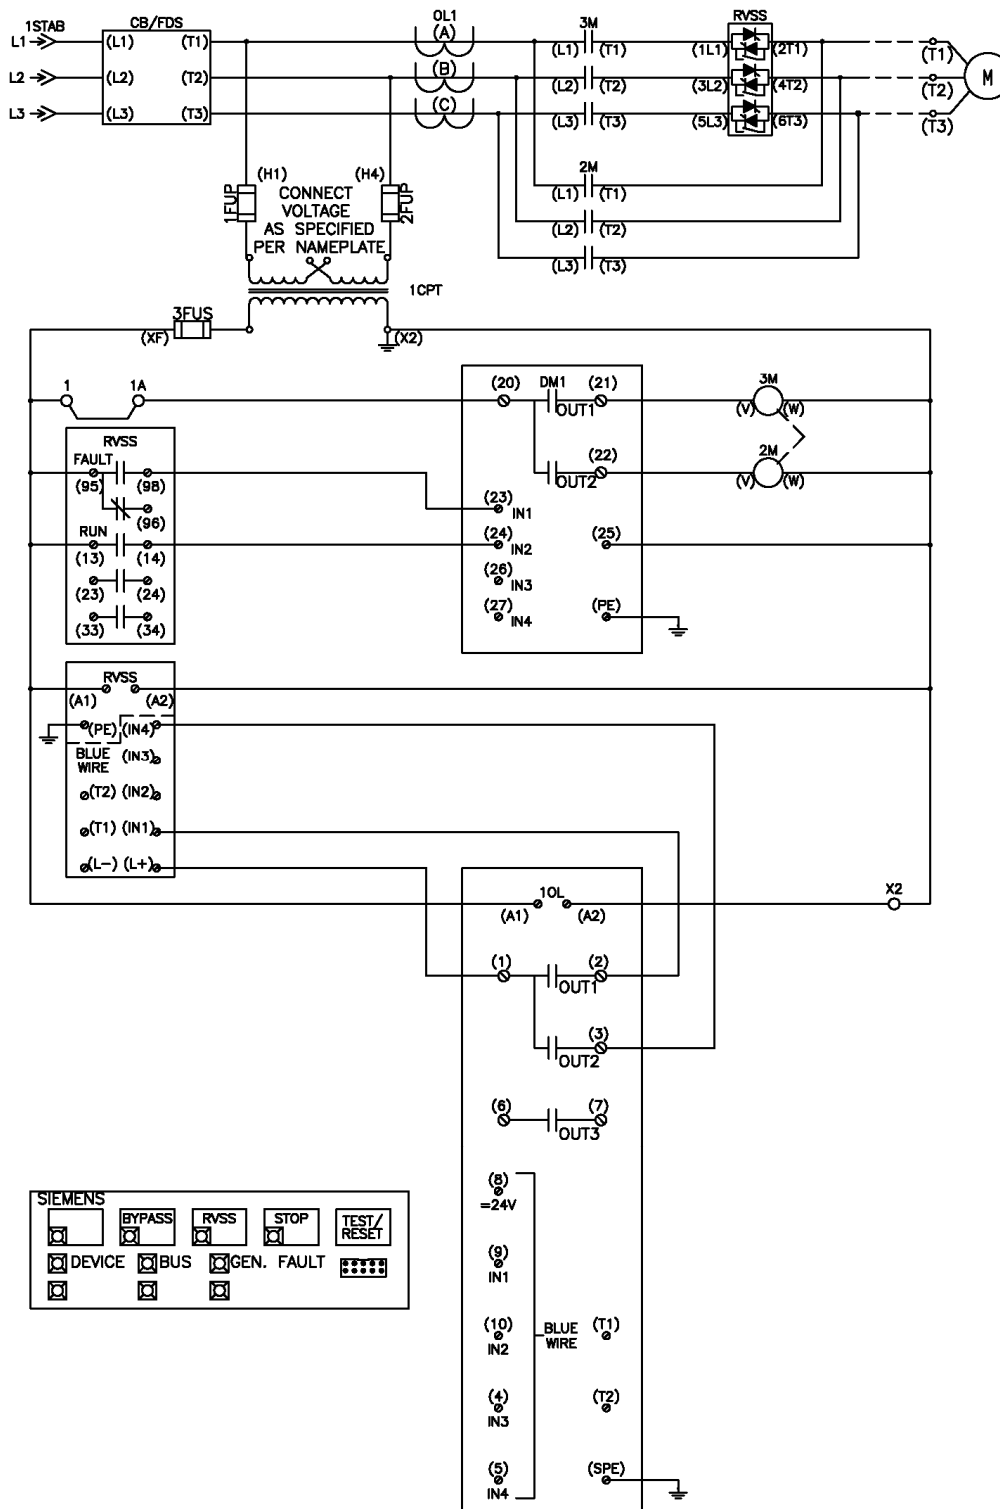 1STAB
CB/FDS
OL1
3M
RVSS
L1 (L1) (T1) (A) (L1) (T1) (1L1) (2T1) (T1)
L2 (L2) (T2) (B) (L2) (T2) (3L2) (4T2) (T2) M
L3 (L3) (T3) (C) (L3) (T3) (5L3) (6T3) (T3)
2M
(L1) (T1)
(L2) (T2)
(L3) (T3)
(H1) (H4)
1FUP 2FUP
CONNECT
VOLTAGE
AS SPECIFIED
PER NAMEPLATE
1CPT
3FUS
(XF) (X2)
1 1A (20) DM1 (21) 3M
OUT1 (V) (W)
RVSS
FAULT (22) 2M
(95) (98) OUT2 (V) (W)
(96) (23) IN1
RUN (24) (25)
(13) (14) IN2
(23) (24) (26) IN3
(33) (34) (27) IN4 (PE)
RVSS
(A1) (A2)
(PE) (IN4)
BLUE
WIRE
(IN3)
(T2) (IN2)
(T1) (IN1)
(L-) (L+)
1OL X2
(A1) (A2)
(1) (2)
OUT1
(3)
OUT2
(6) (7)
OUT3
(8)
=24V
(9)
IN1
(10) (T1)
IN2
BLUE
WIRE
(4) (T2)
IN3
(5) (SPE)
IN4
SIEMENS
BYPASS RVSS STOP TEST/
RESET
DEVICE BUS GEN. FAULT